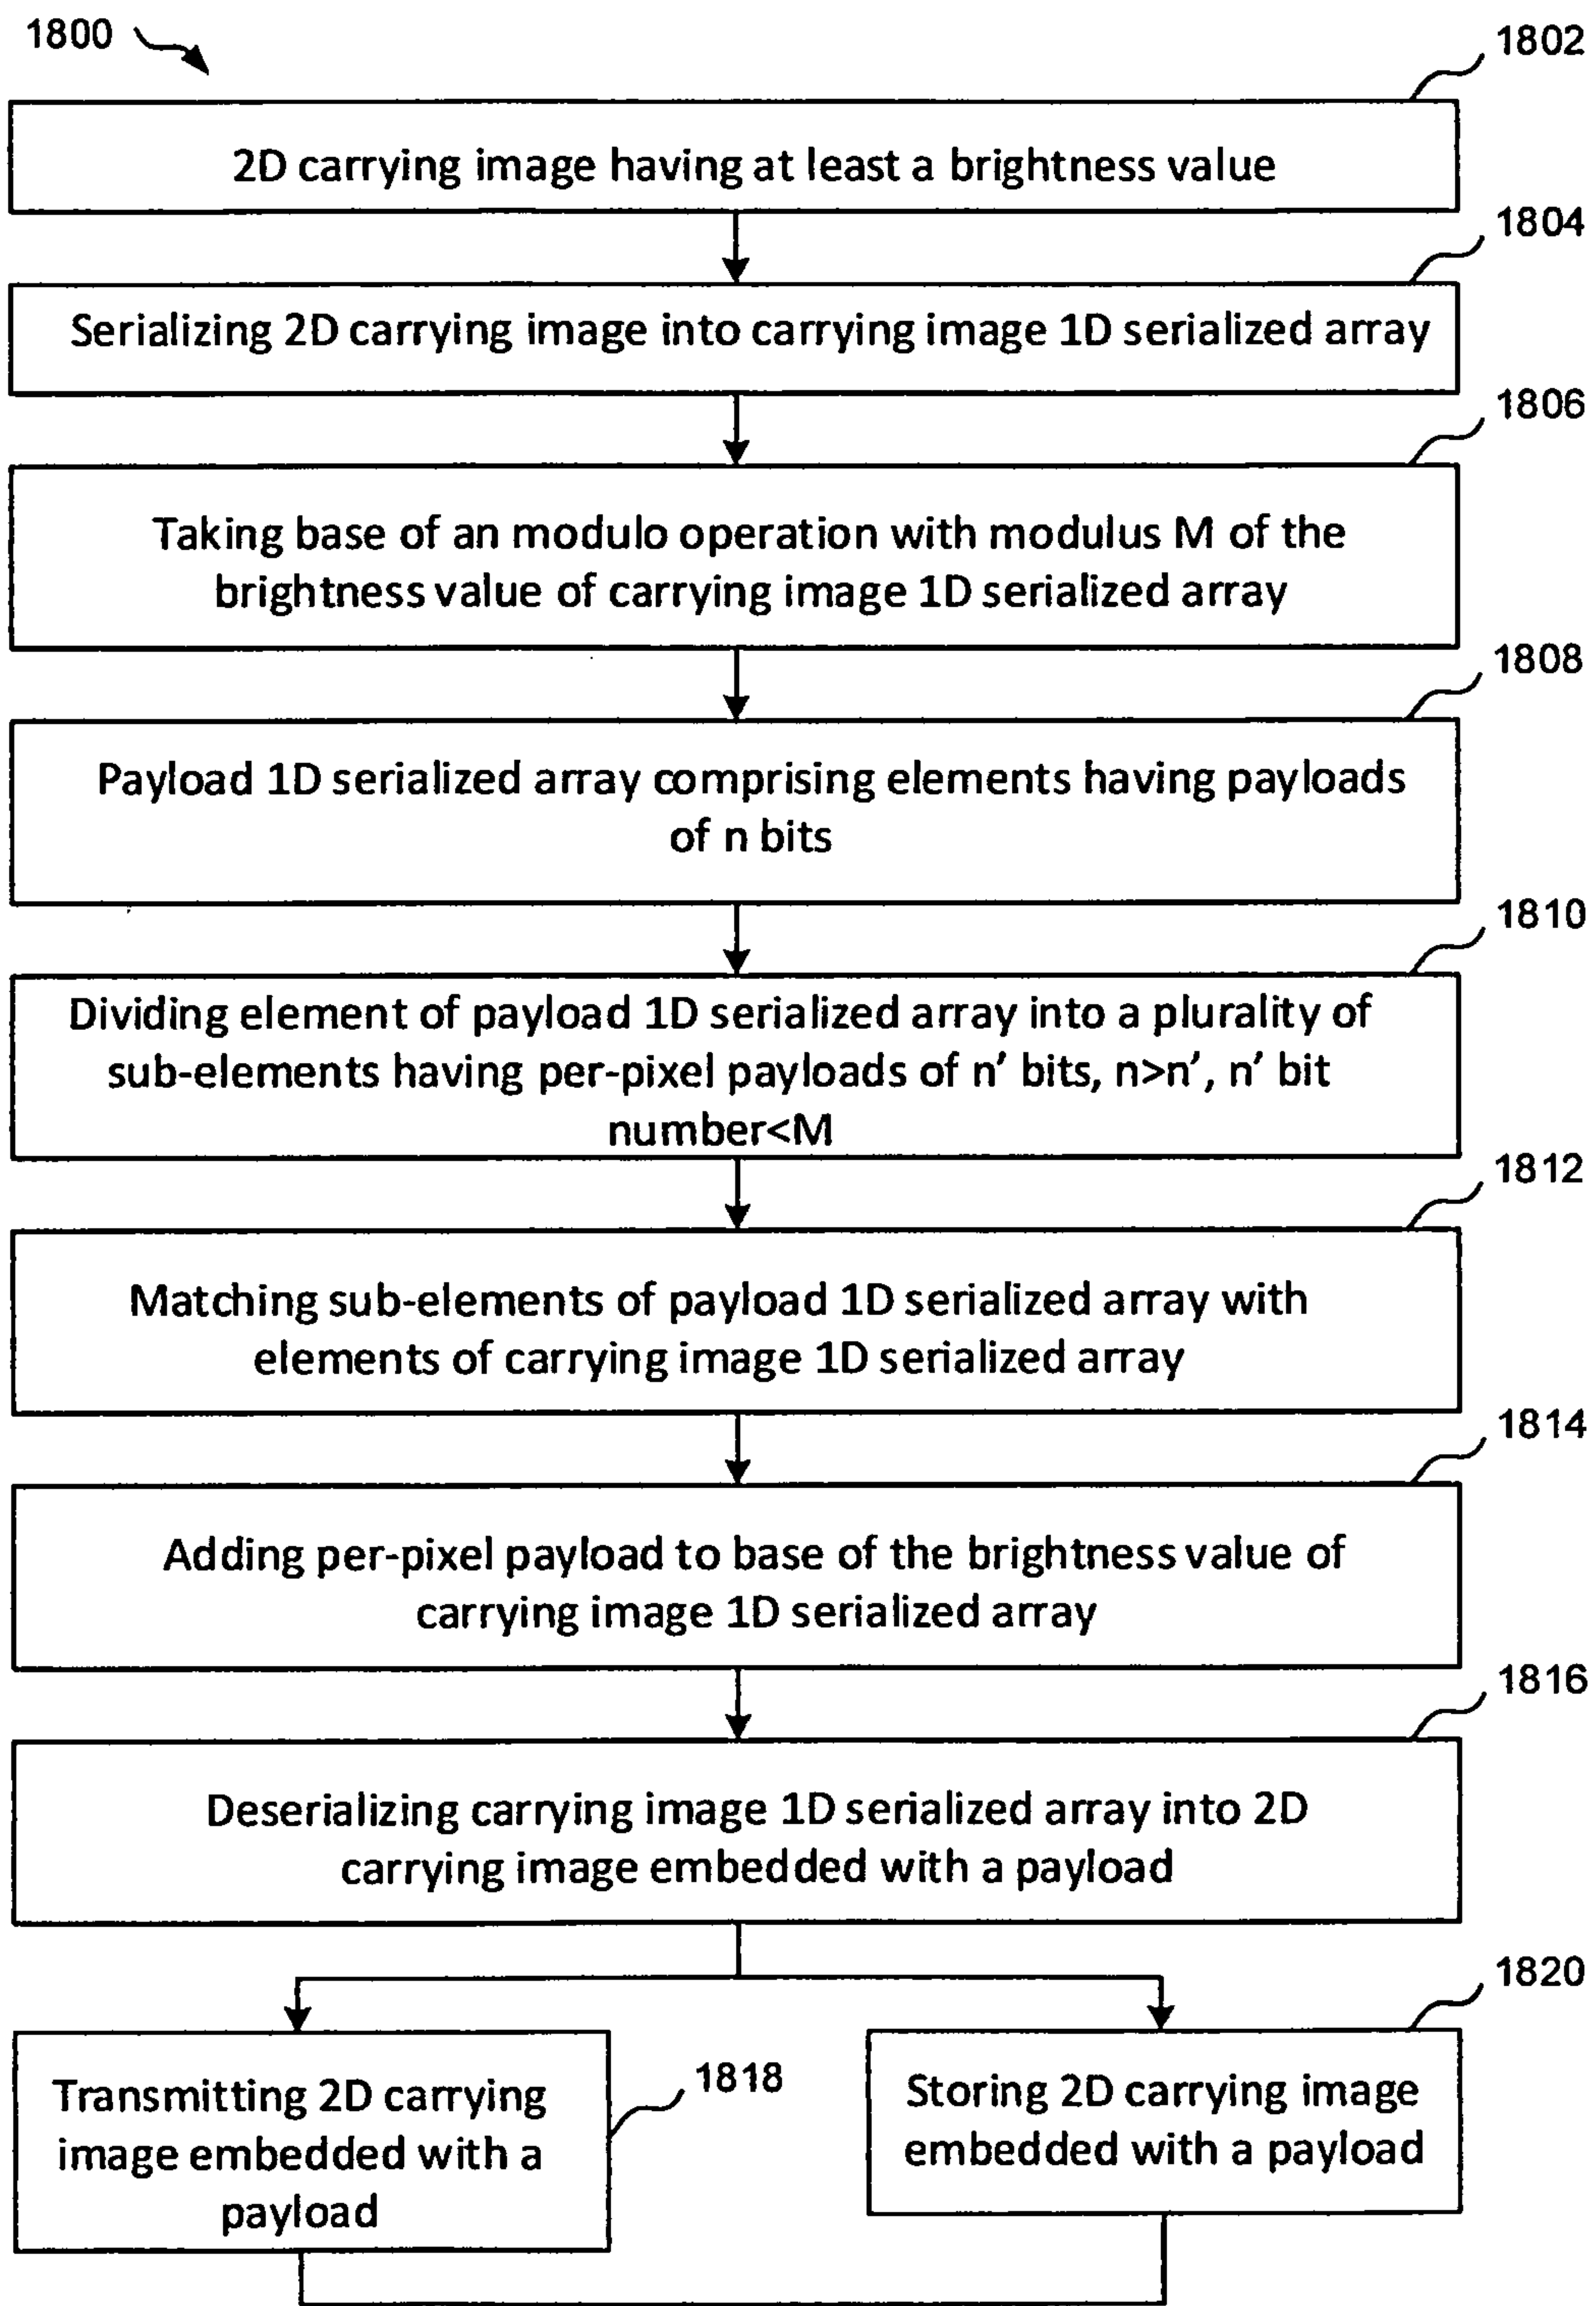 1800
1802
2D carrying image having at least a brightness value
1804
Serializing 2D carrying image into carrying image 1D serialized array
1806
Taking base of an modulo operation with modulus M of the
brightness value of carrying image 1D serialized array
1808
Payload 1D serialized array comprising elements having payloads
of n bits
1810
Dividing element of payload 1D serialized array into a plurality of
sub-elements having per-pixel payloads of n' bits, n>n', n' bit
number<M
1812
Matching sub-elements of payload 1D serialized array with
elements of carrying image 1D serialized array
1814
Adding per-pixel payload to base of the brightness value of
carrying image 1D serialized array
1816
Deserializing carrying image 1D serialized array into 2D
carrying image embedded with a payload
1818
Transmitting 2D carrying
image embedded with a
payload
1820
Storing 2D carrying image
embedded with a payload